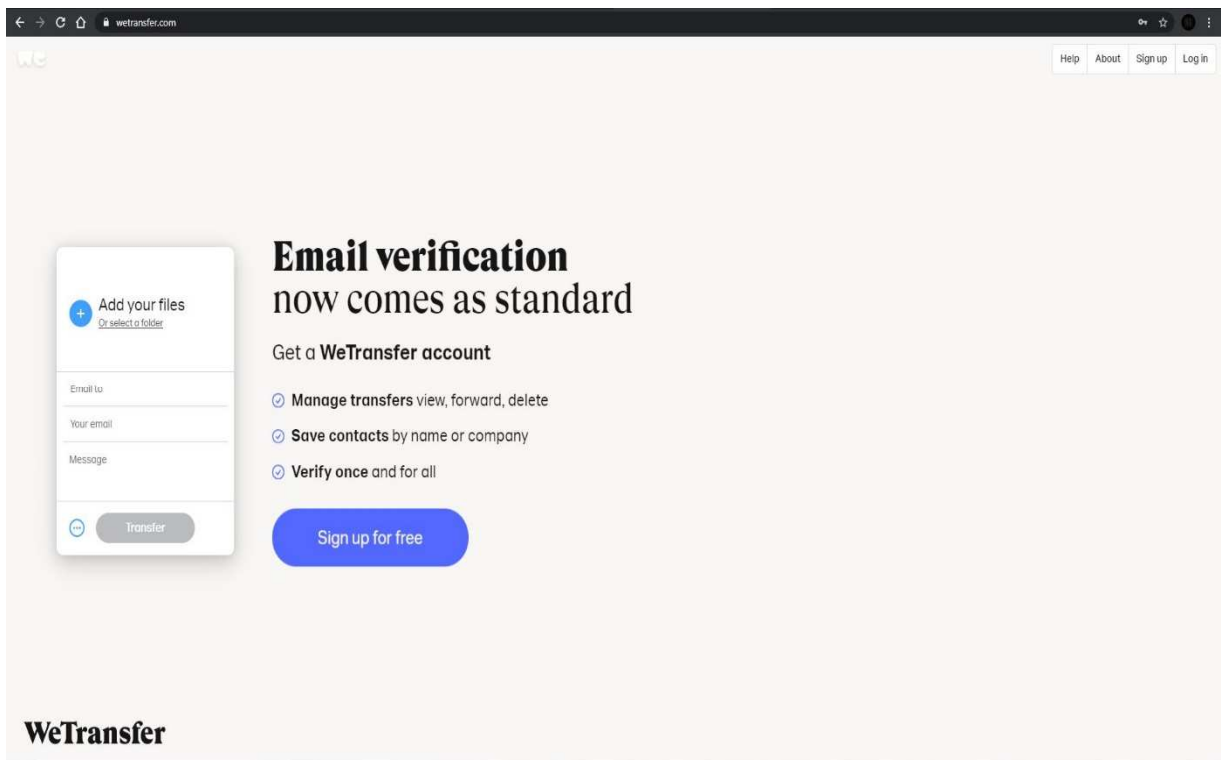 wetransfer.com
we
Help About Sign up Log in
Email verification
now comes as standard
Add your files
Or select a folder
Get a WeTransfer account
Email to
Manage transfers view, forward, delete
Your email
Save contacts by name or company
Message
Verify once and for all
Transfer
Sign up for free
WeTransfer